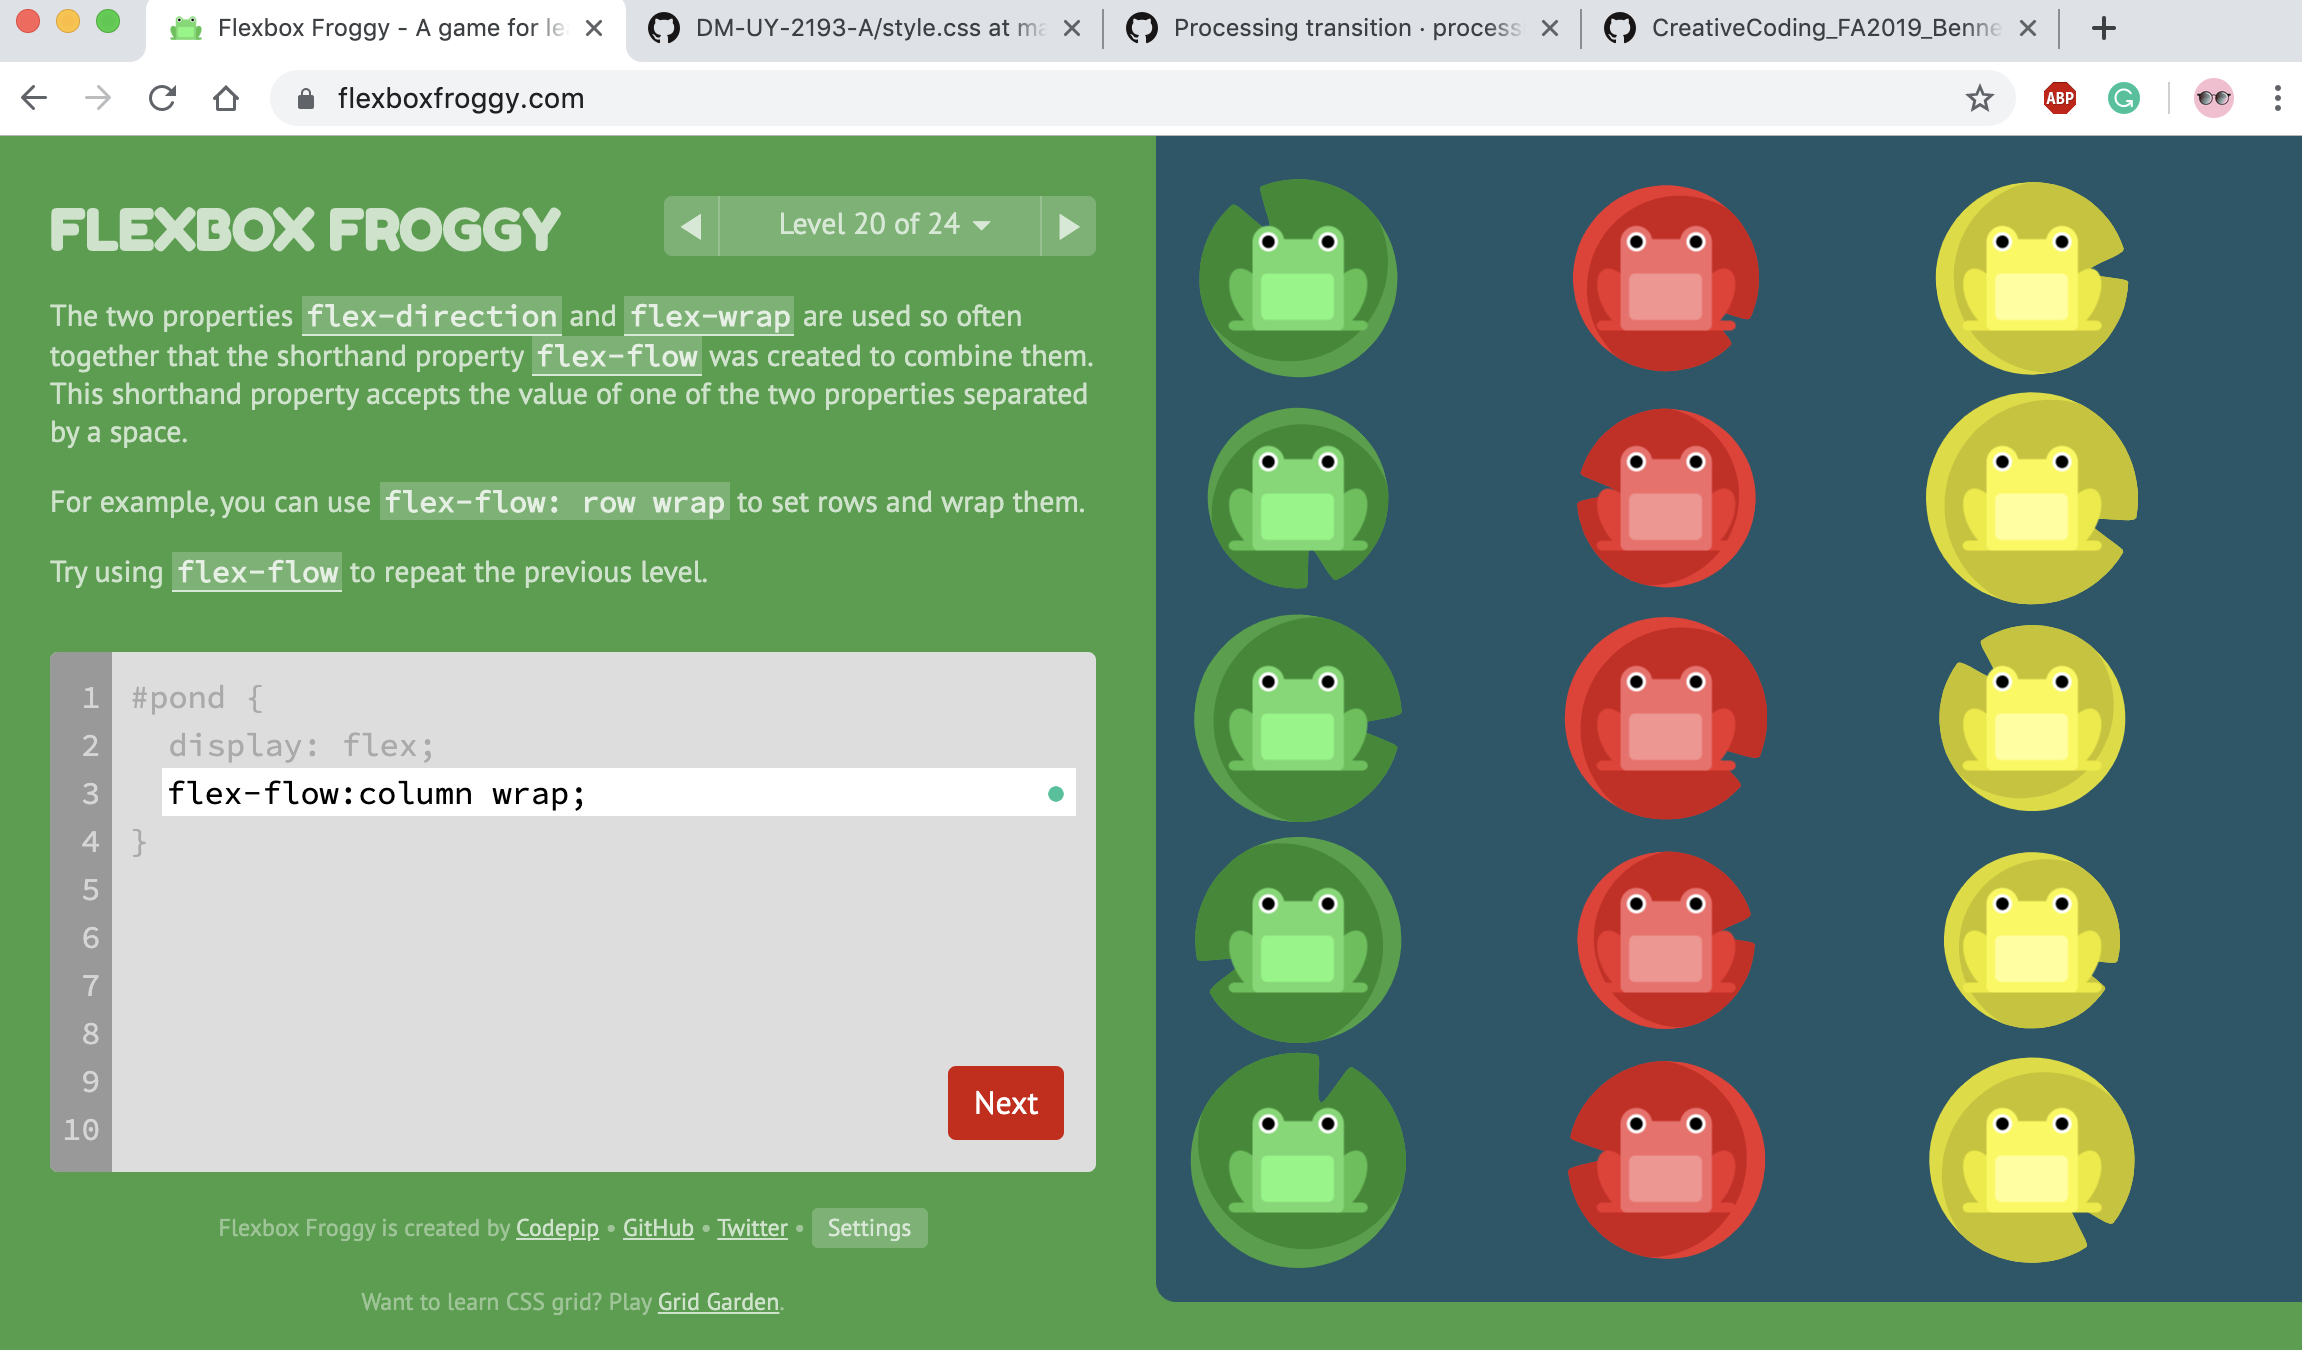 Flexbox Froggy - A game for le
DM-UY-2193-A/style.css at ma
Processing transition · process
CreativeCoding_FA2019_Benne
flexboxfroggy.com
ABP
FLEXBOX FROGGY
Level 20 of 24
The two properties flex-direction and flex-wrap are used so often
together that the shorthand property flex-flow was created to combine them.
This shorthand property accepts the value of one of the two properties separated
by a space.
For example, you can use flex-flow: row wrap to set rows and wrap them.
Try using flex-flow to repeat the previous level.
1 #pond {
2 display: flex;
3 flex-flow:column wrap;
4 }
5
6
7
8
9
10
Next
Flexbox Froggy is created by Codepip • GitHub • Twitter • Settings
Want to learn CSS grid? Play Grid Garden.